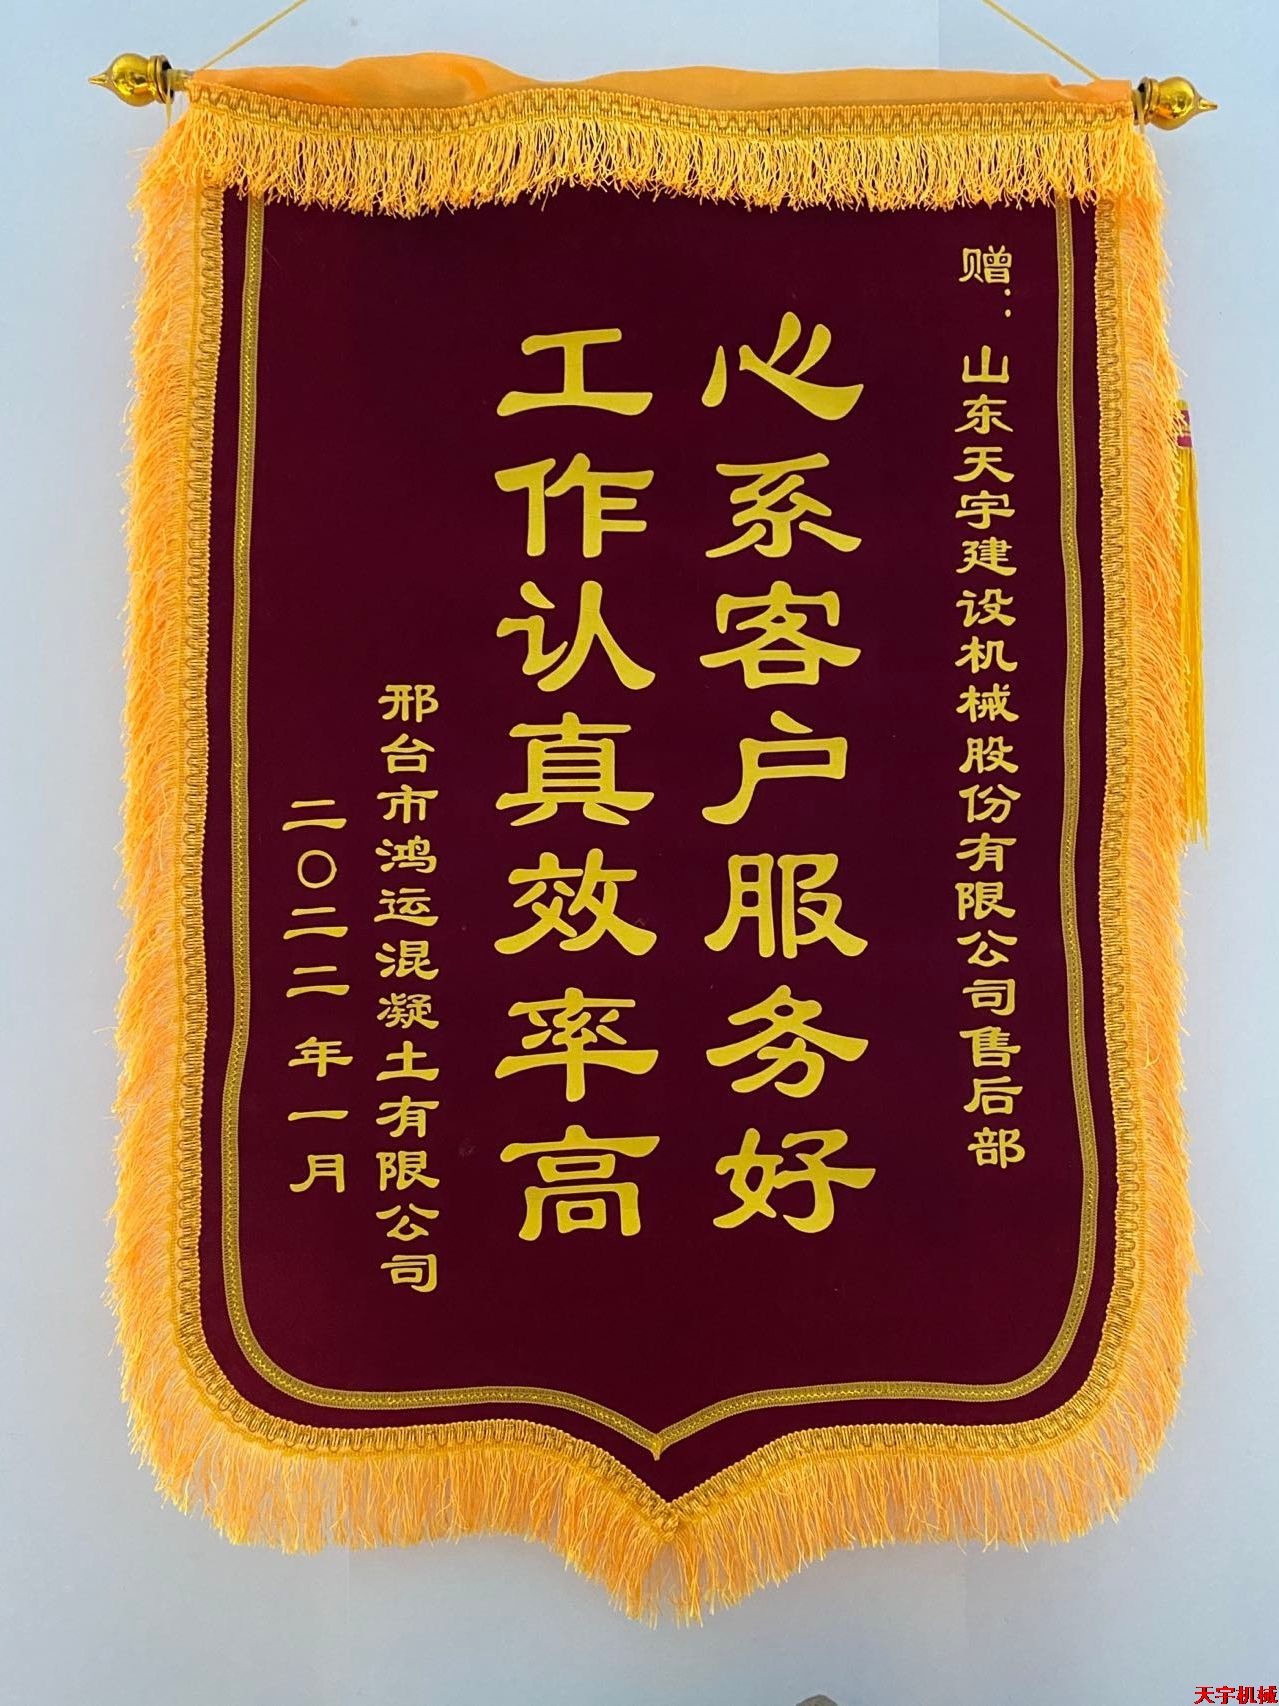 赠：山东天宇建设机械股份有限公司售后部
心系客户服务好
工作认真效率高
邢台市鸿运混凝土有限公司
二〇二二年一月
天宇机械